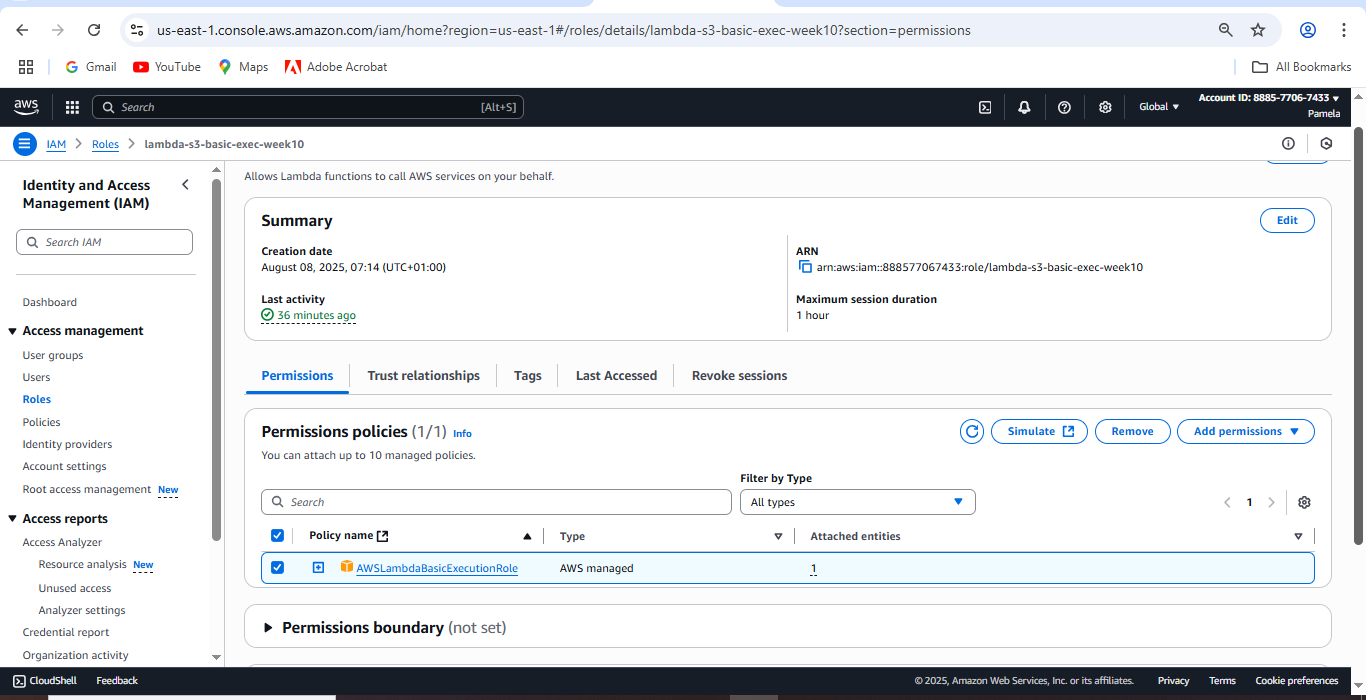 us-east-1.console.aws.amazon.com/iam/home?region=us-east-1#/roles/details/lambda-s3-basic-exec-week10?section=permissions
Gmail YouTube Maps Adobe Acrobat All Bookmarks
aws Search [Alt+S] Global Account ID: 8885-7706-7433
Pamela
IAM Roles lambda-s3-basic-exec-week10
Identity and Access
Management (IAM)
Search IAM
Dashboard
Access management
User groups
Users
Roles
Policies
Identity providers
Account settings
Root access management New
Access reports
Access Analyzer
Resource analysis New
Unused access
Analyzer settings
Credential report
Organization activity
Allows Lambda functions to call AWS services on your behalf.
Summary Edit
Creation date
August 08, 2025, 07:14 (UTC+01:00)
Last activity
36 minutes ago
ARN
arn:aws:iam::888577067433:role/lambda-s3-basic-exec-week10
Maximum session duration
1 hour
Permissions Trust relationships Tags Last Accessed Revoke sessions
Permissions policies (1/1) Info Simulate Remove Add permissions
You can attach up to 10 managed policies.
Filter by Type
Search All types 1
Policy name Type Attached entities
AWSLambdaBasicExecutionRole AWS managed 1
Permissions boundary (not set)
CloudShell Feedback © 2025, Amazon Web Services, Inc. or its affiliates. Privacy Terms Cookie preferences